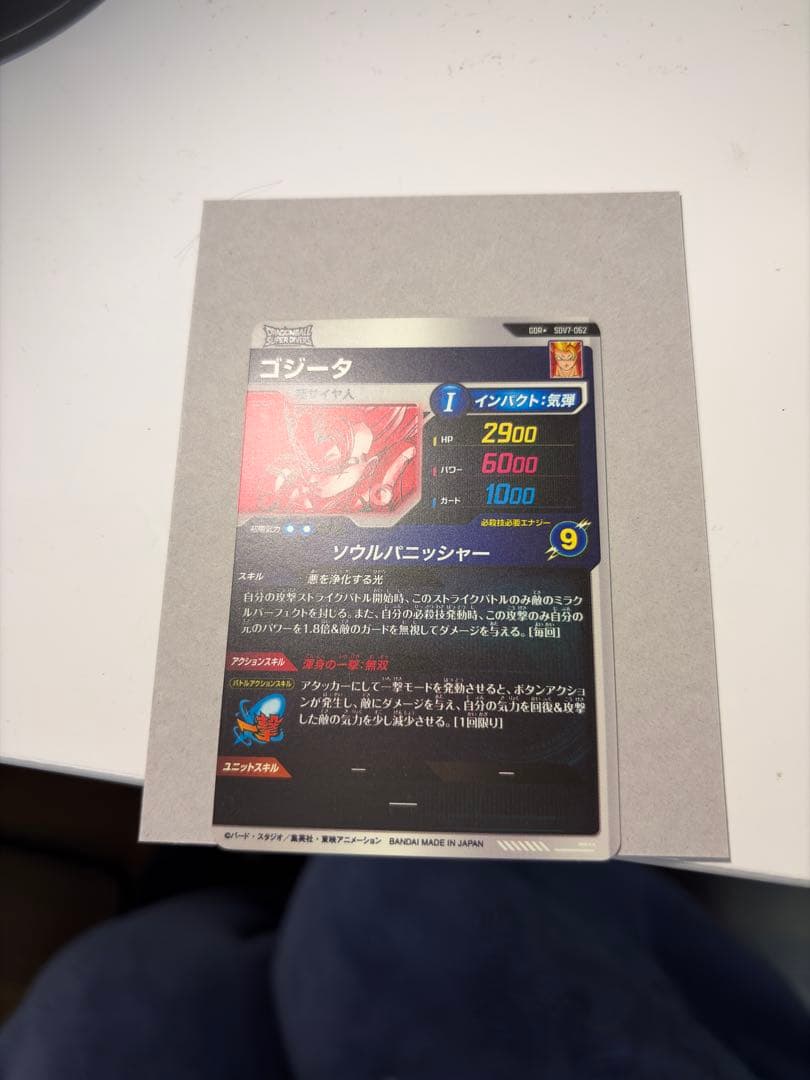 DRAGONBALL
SUPER DIVERS
GDR★ SDV7-052
ゴジータ
超サイヤ人
I インパクト:気弾
HP 2900
パワー 6000
ガード 1000
初期気力
必殺技必要エナジー
9
ソウルパニッシャー
スキル 悪を浄化する光
自分の攻撃ストライクバトル開始時、このストライクバトルのみ敵のミラク
ルパーフェクトを封じる。また、自分の必殺技発動時、この攻撃のみ自分の
元のパワーを1.8倍&敵のガードを無視してダメージを与える。[毎回]
アクションスキル 渾身の一撃:無双
バトルアクションスキル
アタッカーにして一撃モードを発動させると、ボタンアクショ
ンが発生し、敵にダメージを与え、自分の気力を回復&攻撃
した敵の気力を少し減少させる。[1回限り]
一撃
ユニットスキル ― ―
―
©バード・スタジオ/集英社・東映アニメーション BANDAI MADE IN JAPAN